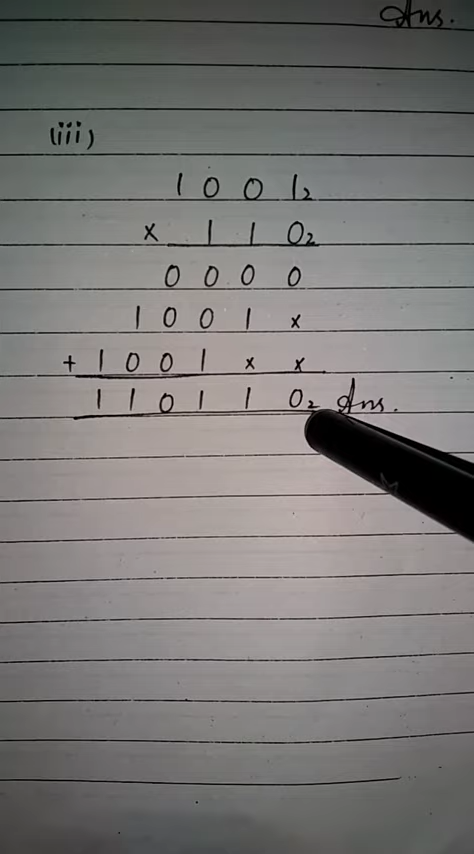 Ans.
(iii)
1 0 0 1₂
x 1 1 0₂
0 0 0 0
1 0 0 1 x
+ 1 0 0 1 x x
1 1 0 1 1 0₂ Ans.